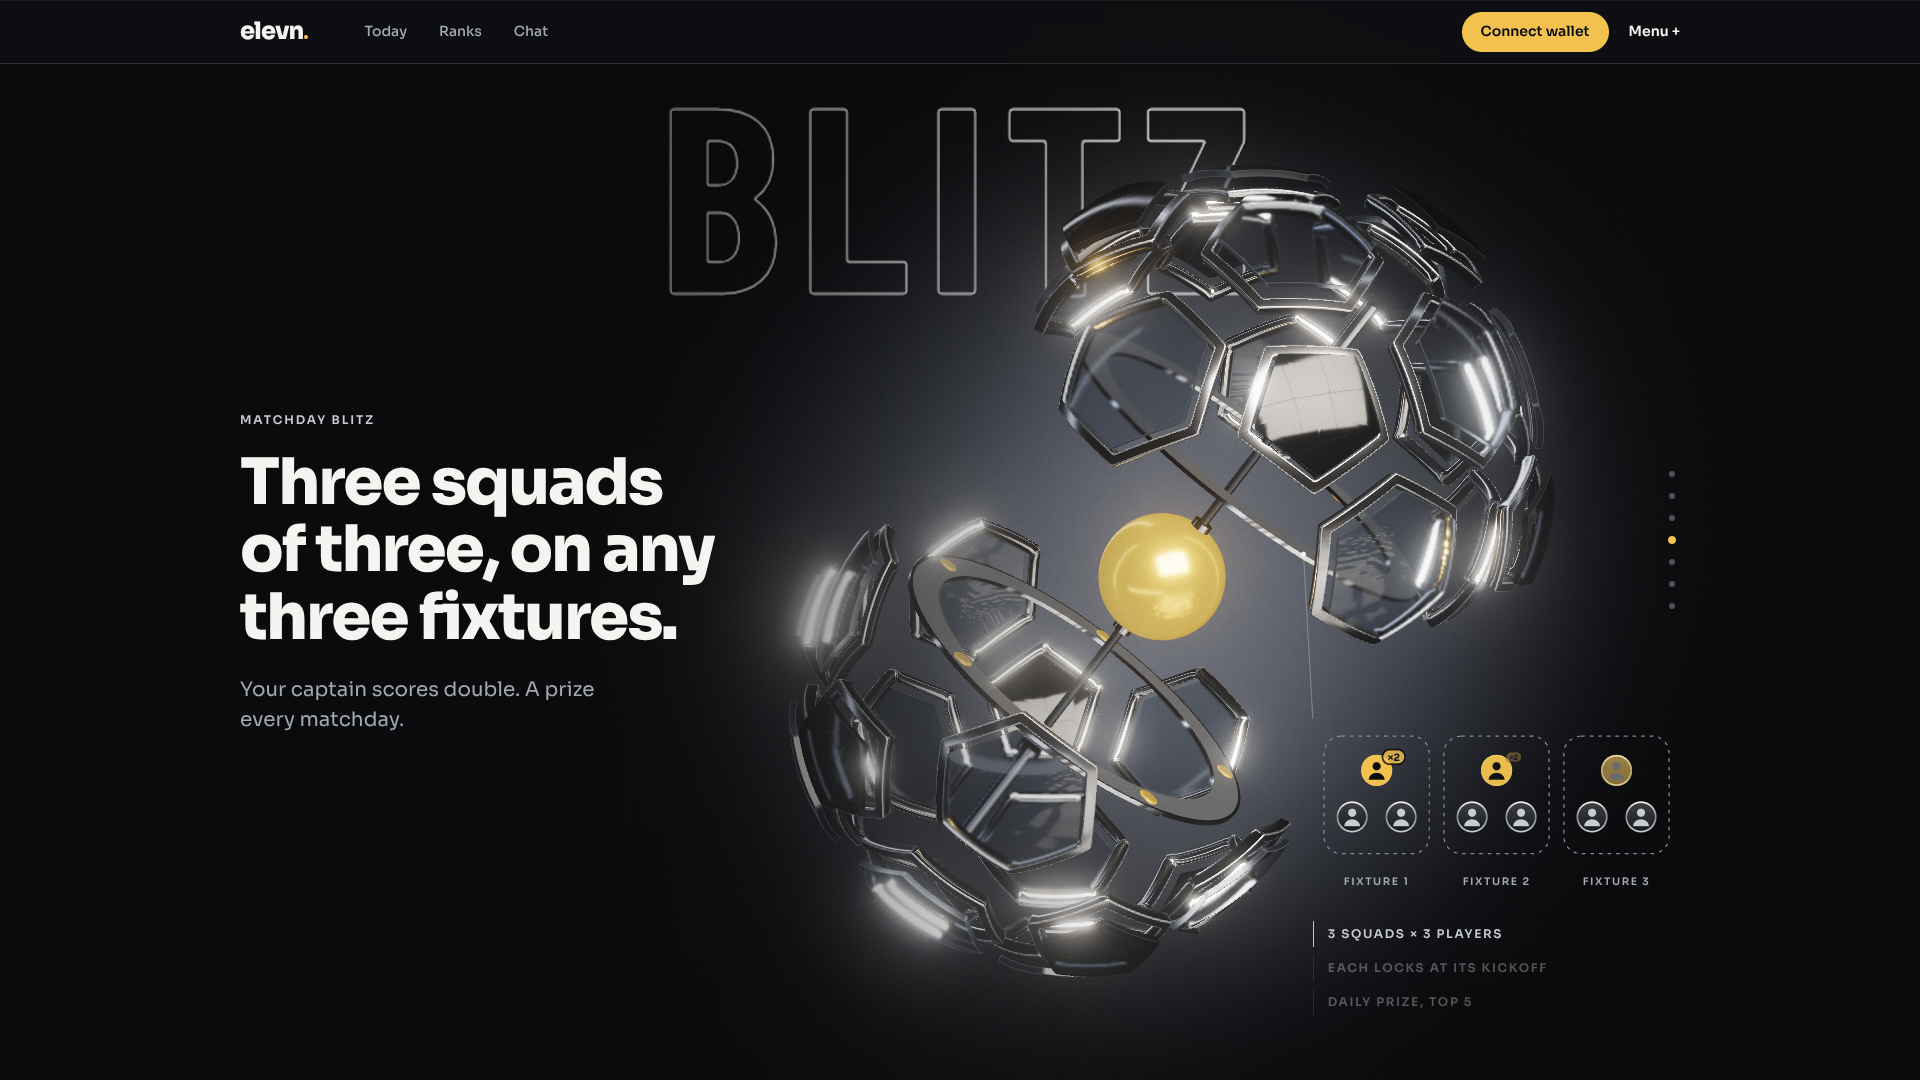 elevn.
Today
Ranks
Chat
Connect wallet
Menu +
BLITZ
MATCHDAY BLITZ
Three squads
of three, on any
three fixtures.
Your captain scores double. A prize
every matchday.
×2
FIXTURE 1
FIXTURE 2
FIXTURE 3
3 SQUADS × 3 PLAYERS
EACH LOCKS AT ITS KICKOFF
DAILY PRIZE, TOP 5